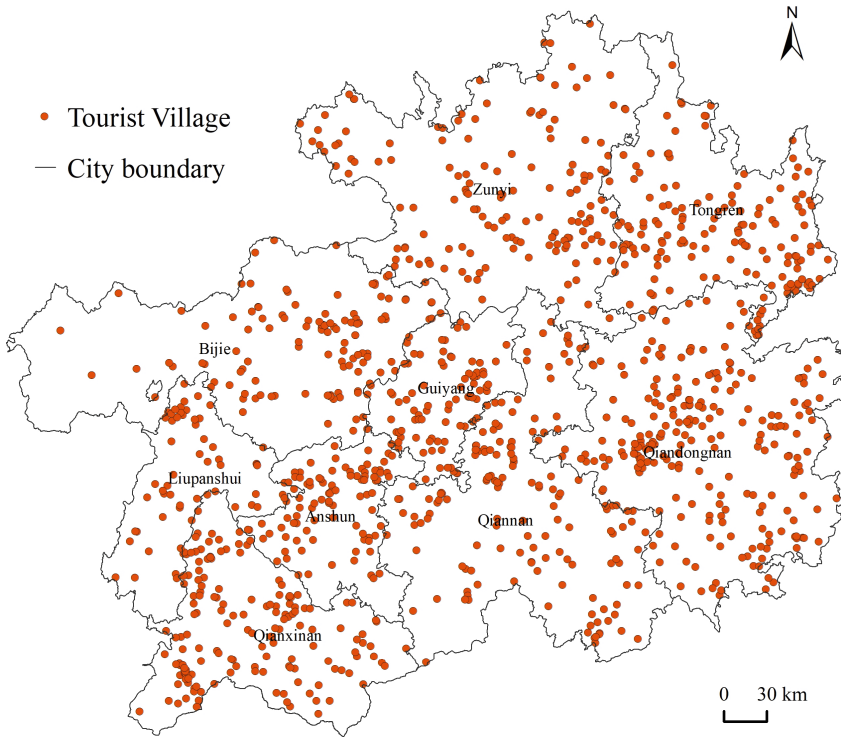 N
Tourist Village
City boundary
Zunyi
Tongren
Bijie
Guiyang
Qiandongnan
Liupanshui
Anshun
Qiannan
Qianxinan
0 30 km